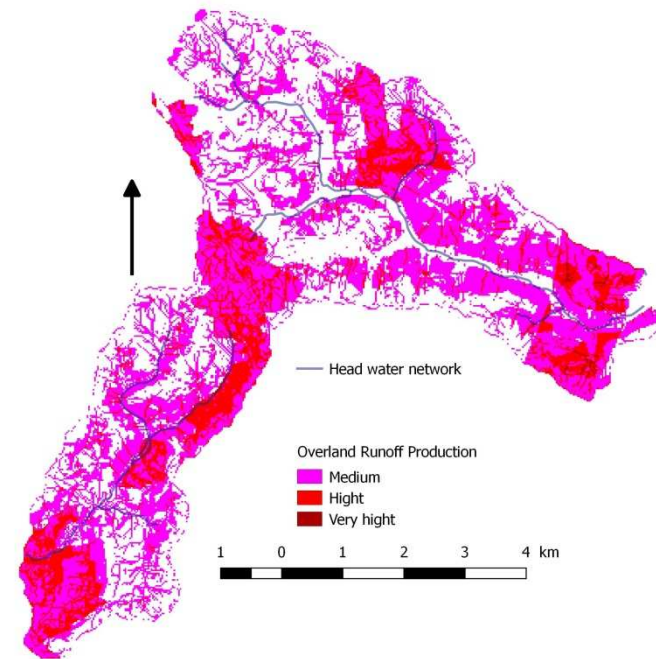 Head water network
Overland Runoff Production
Medium
Hight
Very hight
1 0 1 2 3 4 km